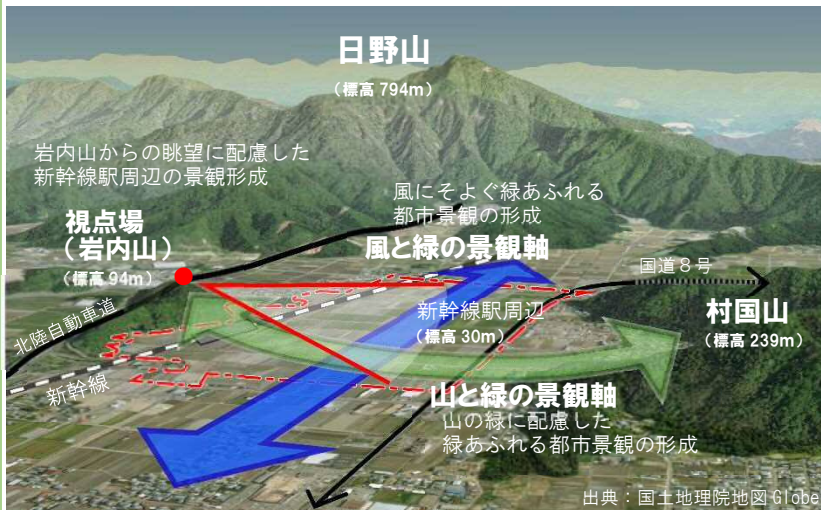 日野山
（標高 794m）
岩内山からの眺望に配慮した
新幹線駅周辺の景観形成
風にそよぐ緑あふれる
都市景観の形成
視点場
（岩内山）
（標高 94m）
風と緑の景観軸
国道８号
新幹線駅周辺
（標高 30m）
村国山
（標高 239m）
北陸自動車道
新幹線
山と緑の景観軸
山の緑に配慮した
緑あふれる都市景観の形成
出典：国土地理院地図 Globe